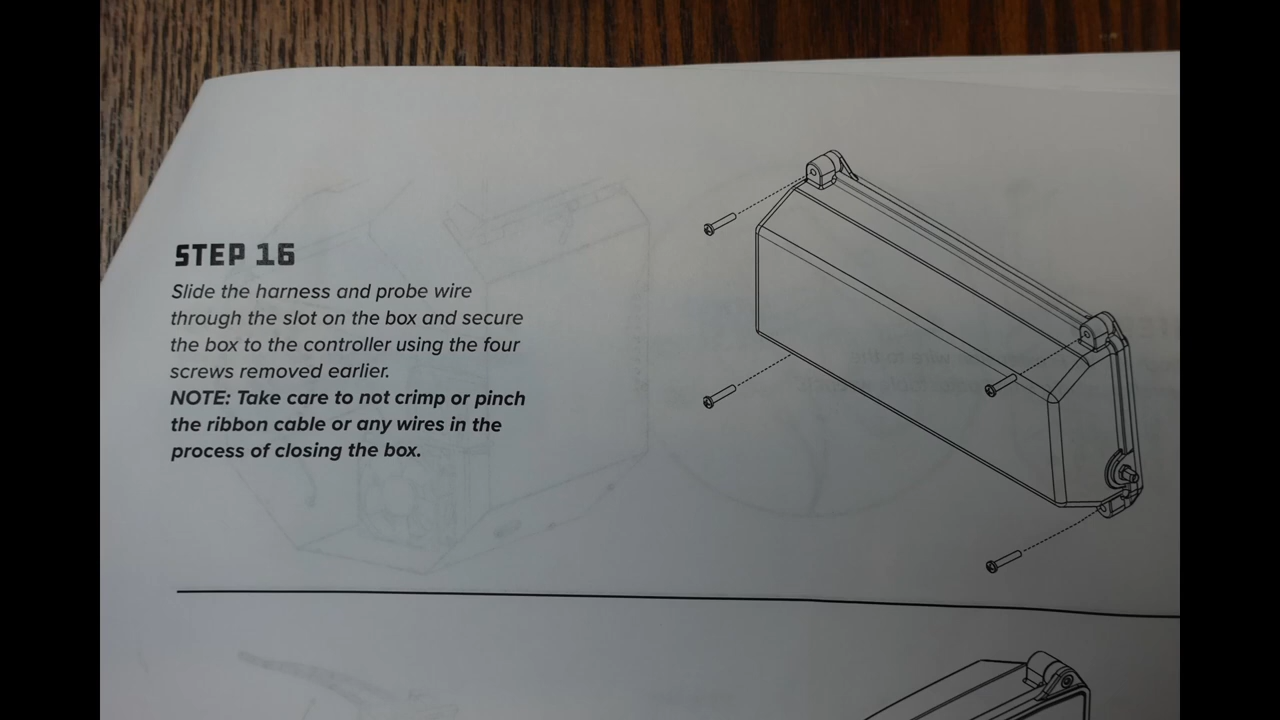 STEP 16
Slide the harness and probe wire
through the slot on the box and secure
the box to the controller using the four
screws removed earlier.
NOTE: Take care to not crimp or pinch
the ribbon cable or any wires in the
process of closing the box.